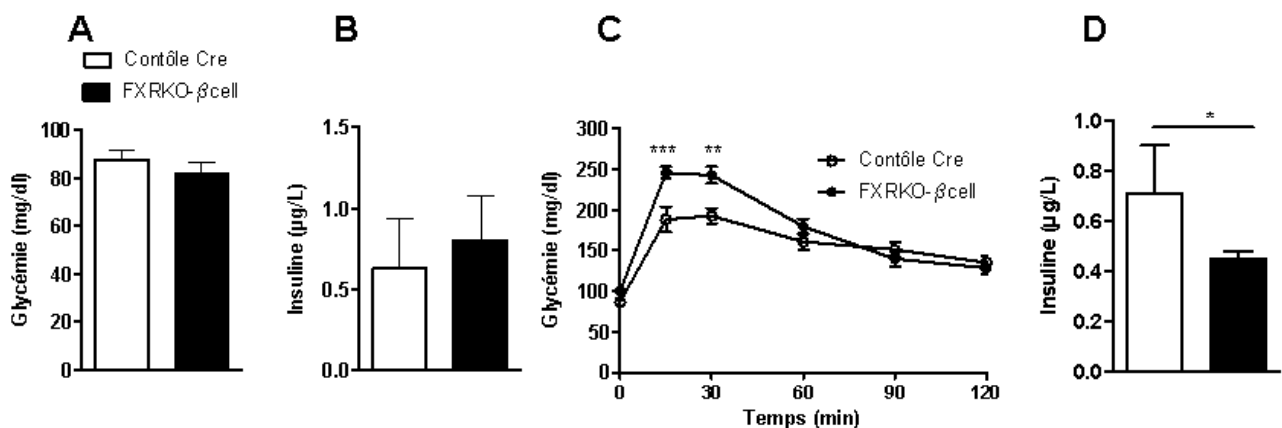 A
B
C
D
Contôle Cre
FXRKO-βcell
Glycémie (mg/dl)
100
80
60
40
20
0
Insuline (µg/L)
1.5
1.0
0.5
0.0
Glycémie (mg/dl)
300
250
200
150
100
50
0
*** **
Contôle Cre
FXRKO-βcell
0 30 60 90 120
Temps (min)
Insuline (µg/L)
1.0
0.8
0.6
0.4
0.2
0.0
*